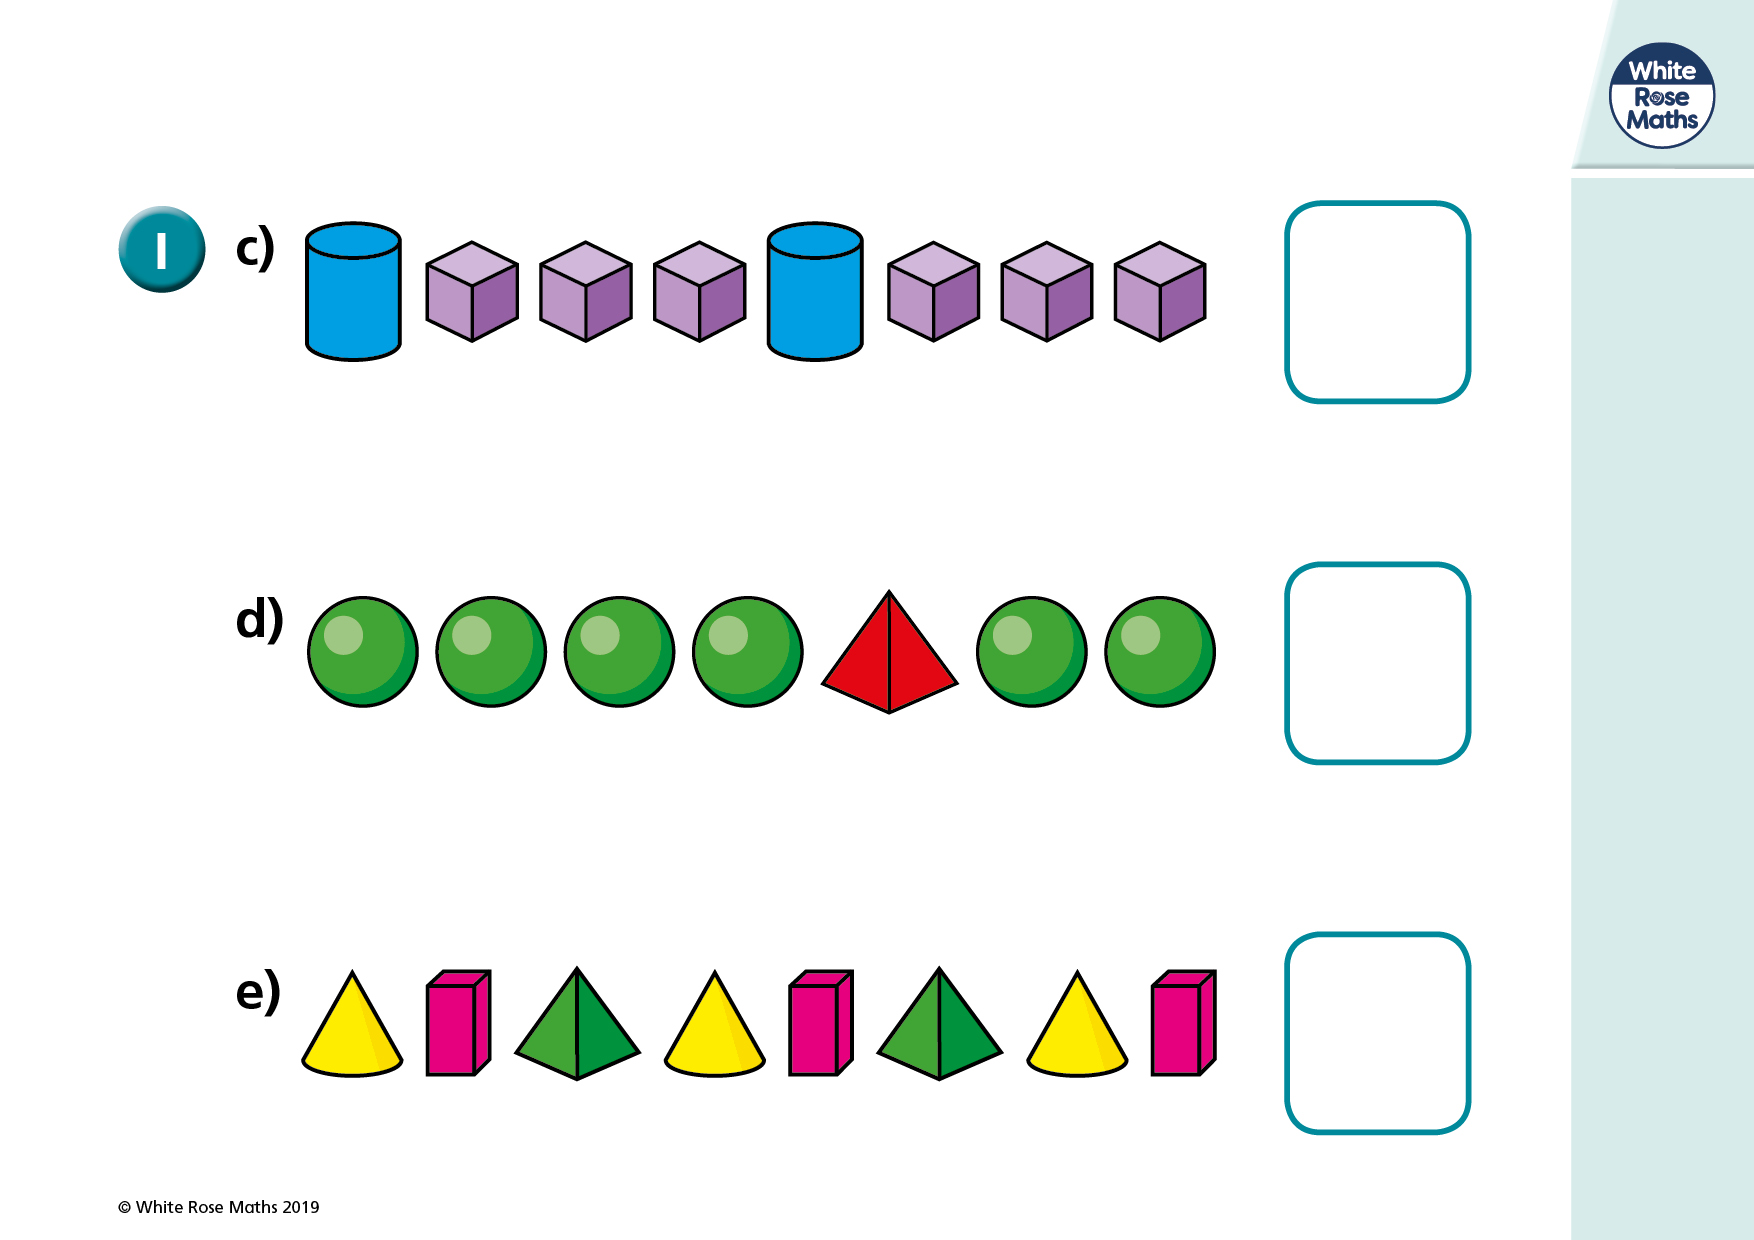 White
Rose
Maths
1 c)
d)
e)
© White Rose Maths 2019